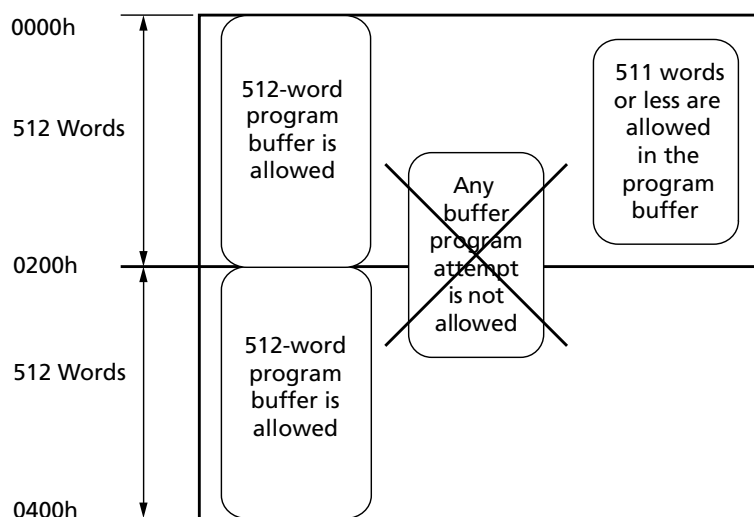 0000h
512 Words
0200h
512 Words
0400h
512-word
program
buffer is
allowed
512-word
program
buffer is
allowed
Any
buffer
program
attempt
is not
allowed
511 words
or less are
allowed
in the
program
buffer